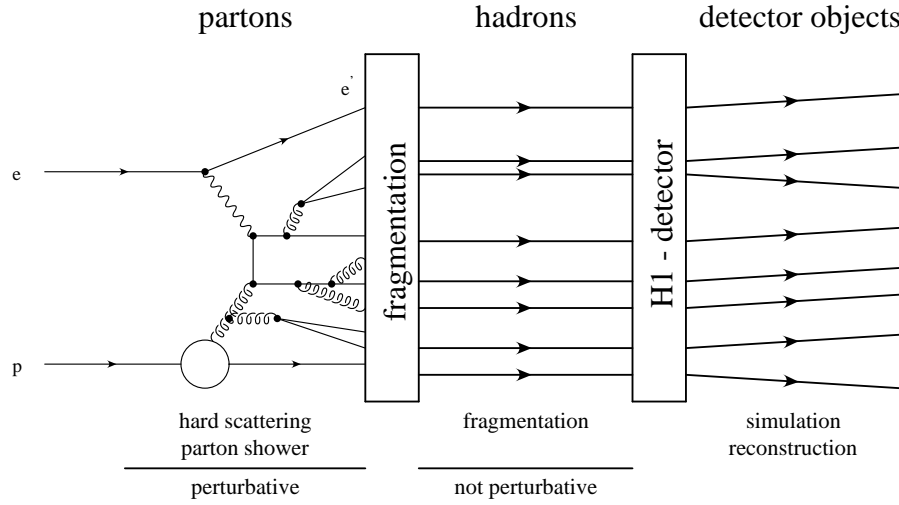 partons
hadrons
detector objects
e'
e
p
fragmentation
H1 - detector
hard scattering
parton shower
fragmentation
simulation
reconstruction
perturbative
not perturbative